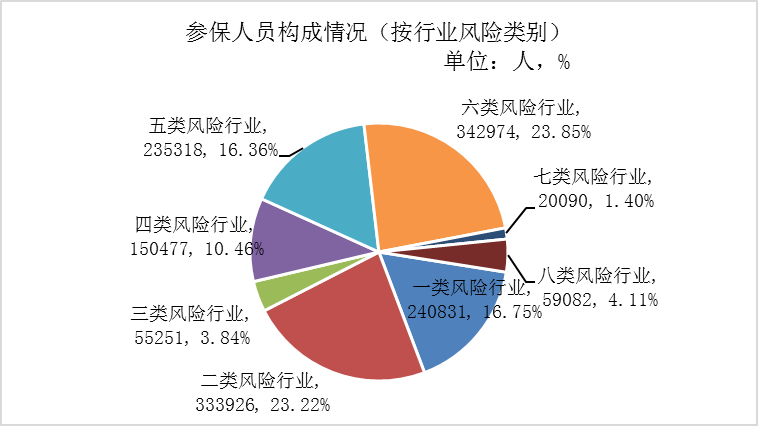 参保人员构成情况（按行业风险类别）
单位：人，%
六类风险行业,
342974, 23.85%
五类风险行业,
235318, 16.36%
七类风险行业,
20090, 1.40%
四类风险行业,
150477, 10.46%
八类风险行业,
59082, 4.11%
一类风险行业,
240831, 16.75%
三类风险行业,
55251, 3.84%
二类风险行业,
333926, 23.22%